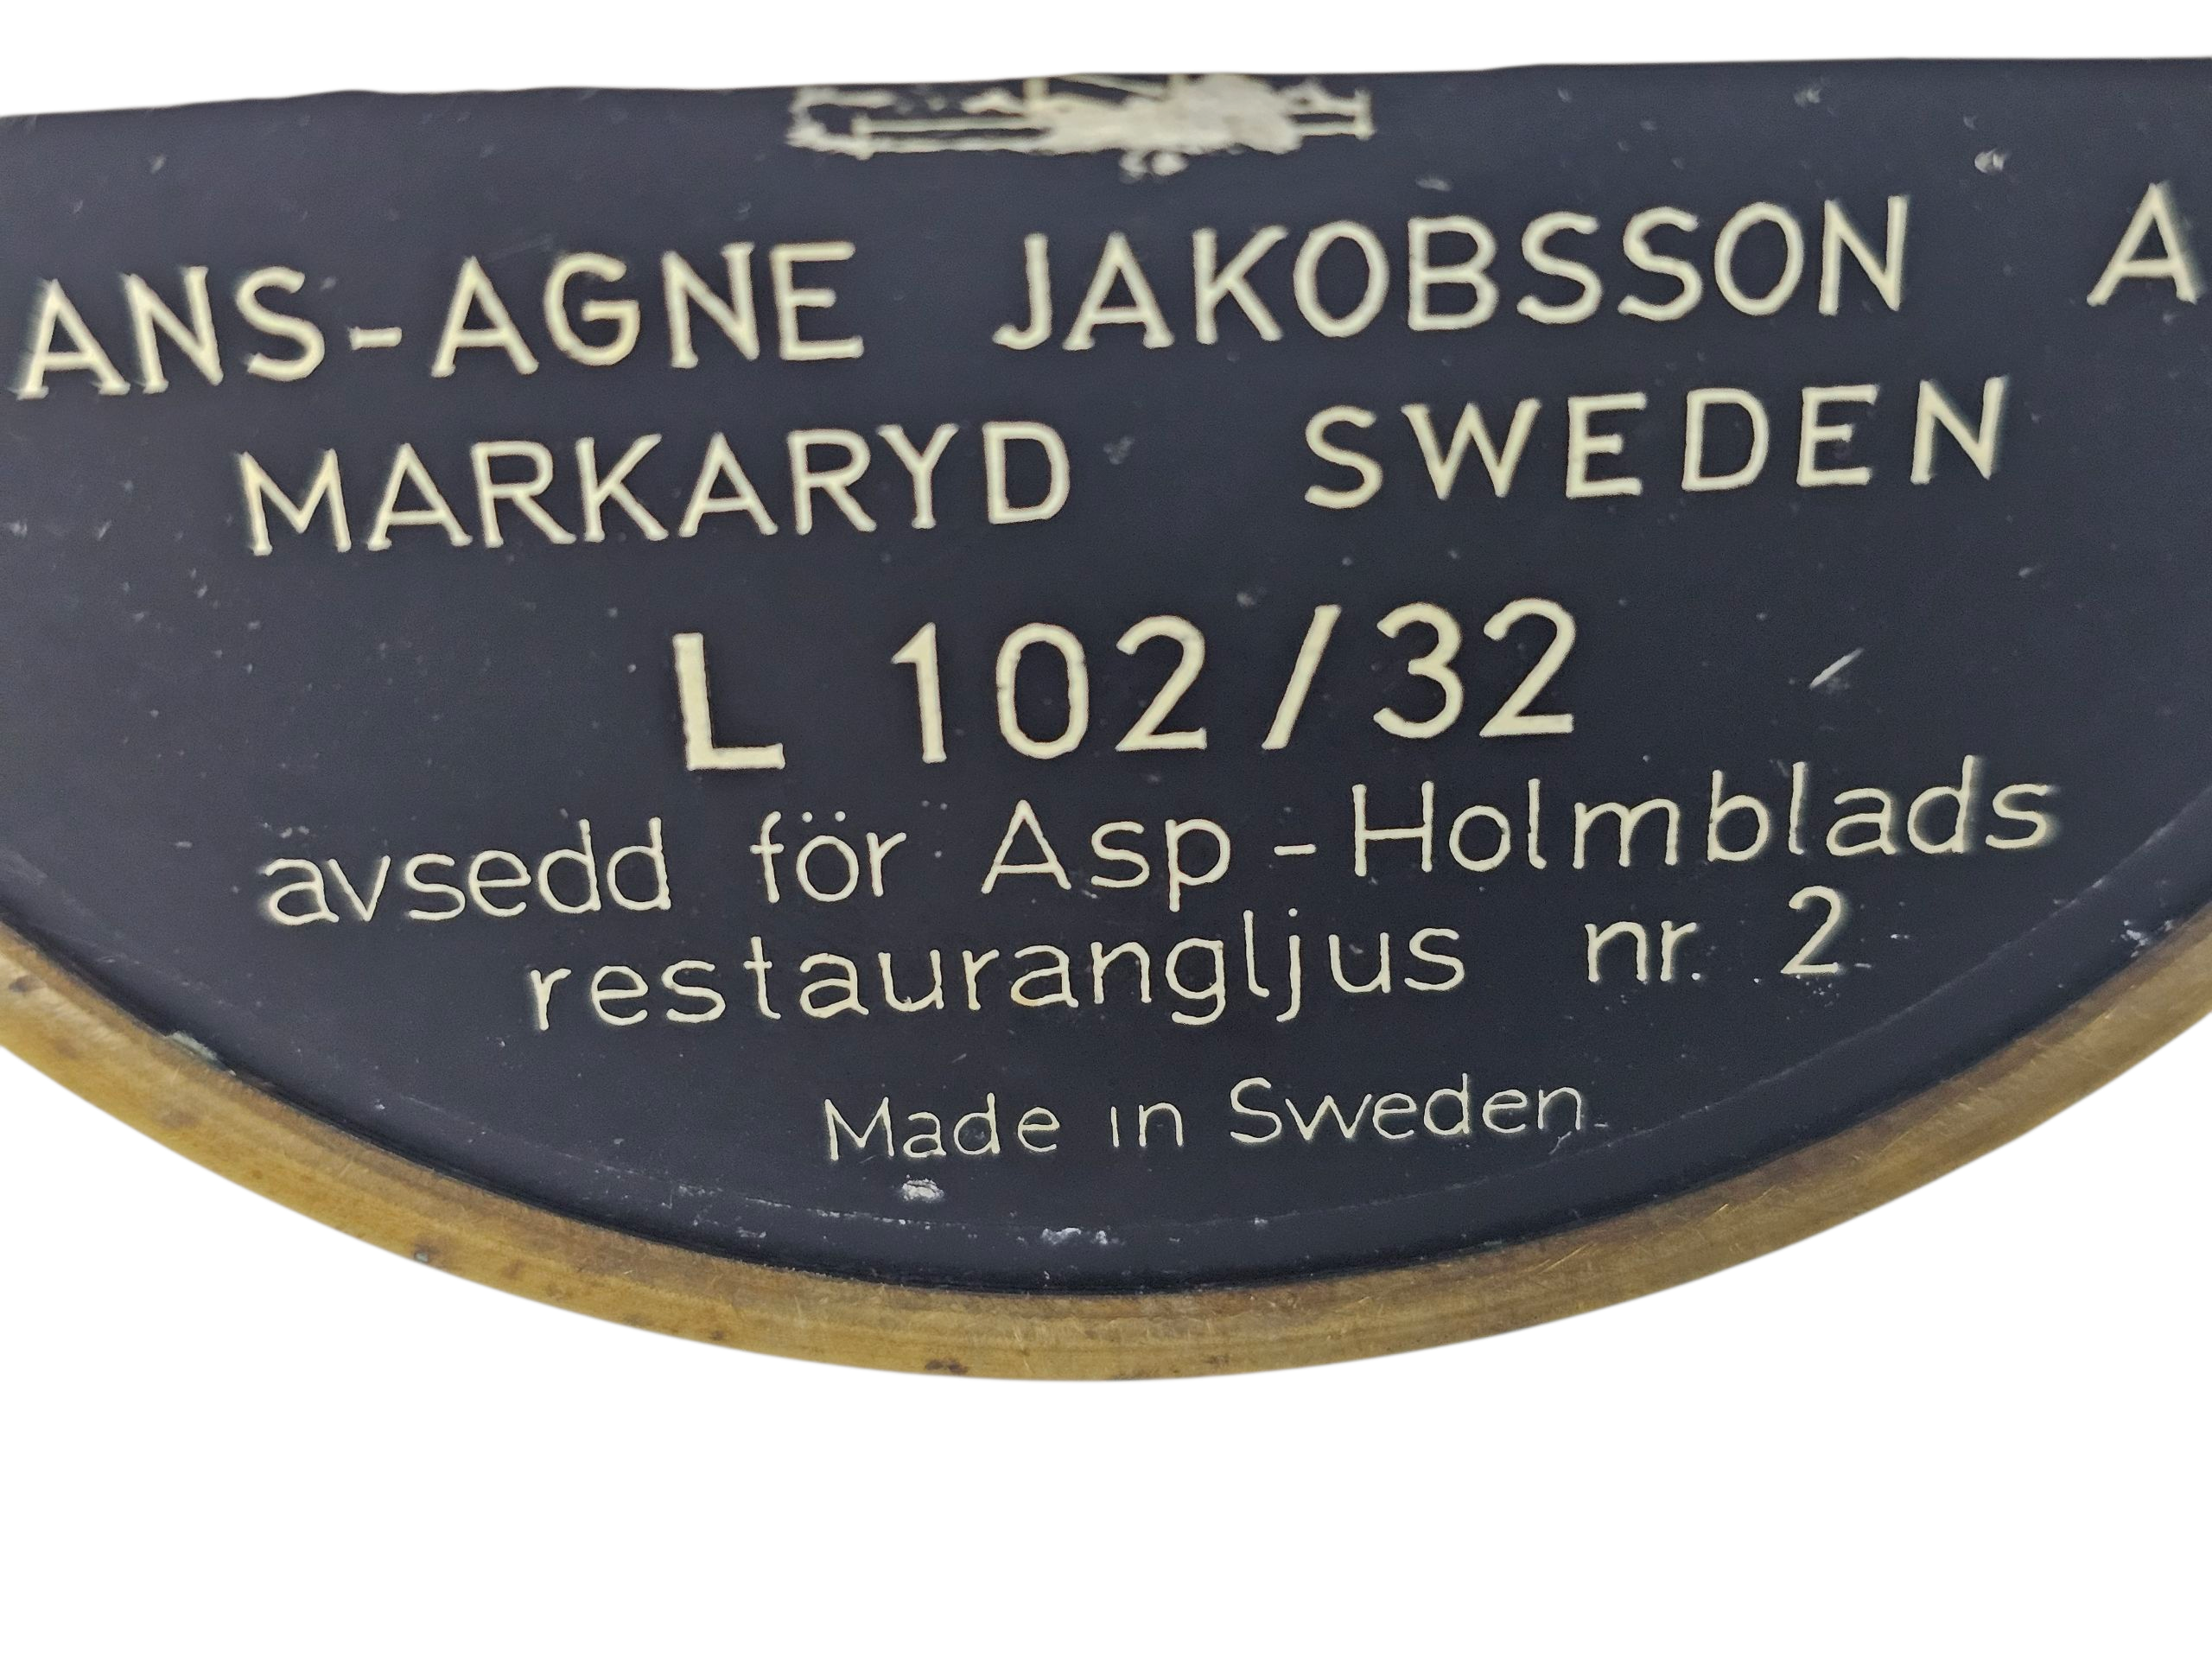 ANS-AGNE JAKOBSSON A
MARKARYD SWEDEN
L 102/32
avsedd för Asp-Holmblads
restaurangljus nr. 2
Made in Sweden